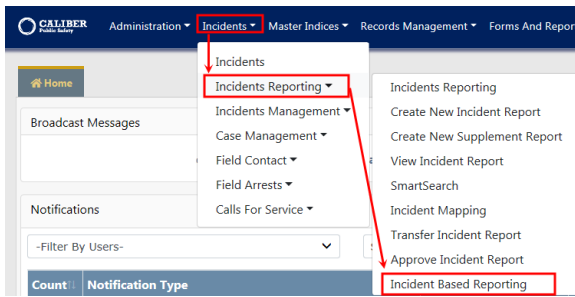 CALIBER
Public Safety
Administration Incidents Master Indices Records Management Forms And Repor
Incidents
Home
Incidents Reporting
Incidents Reporting
Incidents Management
Create New Incident Report
Broadcast Messages
Case Management
Create New Supplement Report
Field Contact
View Incident Report
Field Arrests
SmartSearch
Notifications
Calls For Service
Incident Mapping
Transfer Incident Report
-Filter By Users-
Approve Incident Report
Count Notification Type
Incident Based Reporting